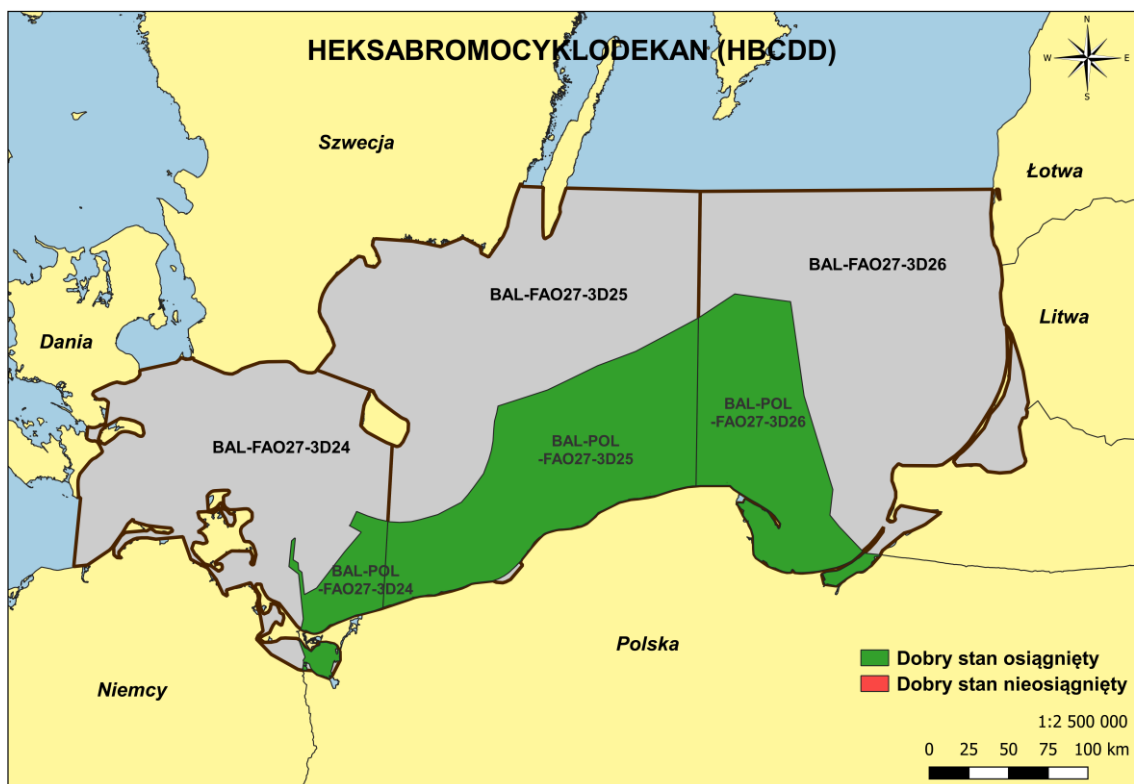 HEKSABROMOCYKLODEKAN (HBCDD)
N
W
E
S
Szwecja
Łotwa
BAL-FAO27-3D26
BAL-FAO27-3D25
Litwa
Dania
BAL-POL
-FAO27-3D26
BAL-POL
-FAO27-3D25
BAL-FAO27-3D24
BAL-POL
-FAO27-3D24
Polska
Niemcy
Dobry stan osiągnięty
Dobry stan nieosiągnięty
1:2 500 000
0 25 50 75 100 km